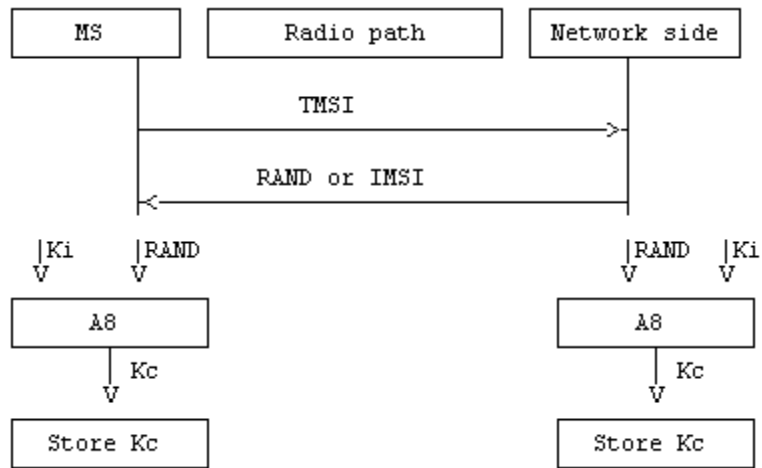 MS Radio path Network side
TMSI
RAND or IMSI
Ki RAND RAND Ki
A8 A8
Kc Kc
Store Kc Store Kc